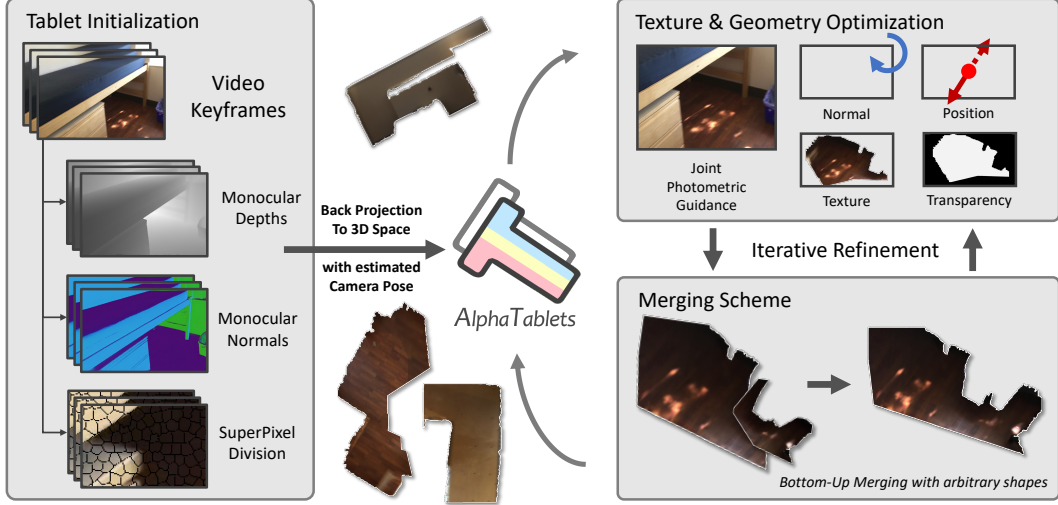 Tablet Initialization
Video
Keyframes
Monocular
Depths
Monocular
Normals
SuperPixel
Division
Back Projection
To 3D Space
with estimated
Camera Pose
AlphaTablets
Texture & Geometry Optimization
Joint
Photometric
Guidance
Normal
Position
Texture
Transparency
Iterative Refinement
Merging Scheme
Bottom-Up Merging with arbitrary shapes